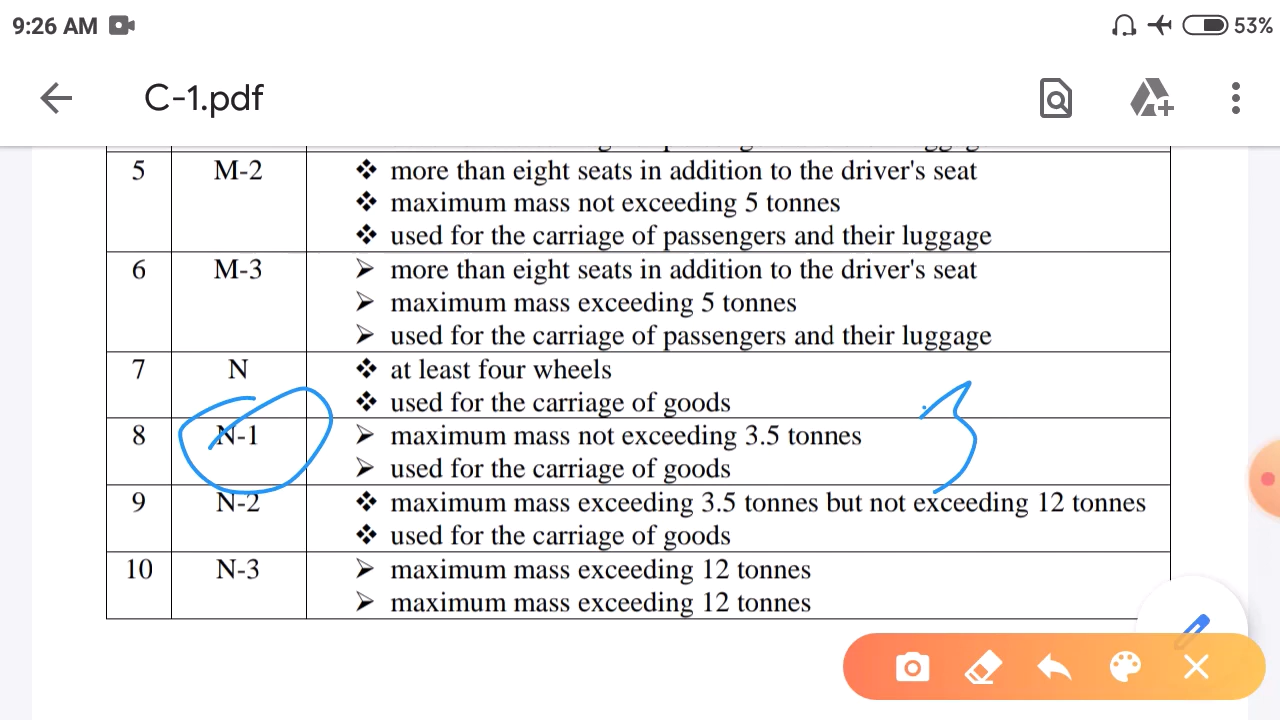 9:26 AM
53%
C-1.pdf
5 M-2 ❖ more than eight seats in addition to the driver's seat
❖ maximum mass not exceeding 5 tonnes
❖ used for the carriage of passengers and their luggage
6 M-3 ➢ more than eight seats in addition to the driver's seat
➢ maximum mass exceeding 5 tonnes
➢ used for the carriage of passengers and their luggage
7 N ❖ at least four wheels
❖ used for the carriage of goods
8 N-1 ➢ maximum mass not exceeding 3.5 tonnes
➢ used for the carriage of goods
9 N-2 ❖ maximum mass exceeding 3.5 tonnes but not exceeding 12 tonnes
❖ used for the carriage of goods
10 N-3 ➢ maximum mass exceeding 12 tonnes
➢ maximum mass exceeding 12 tonnes